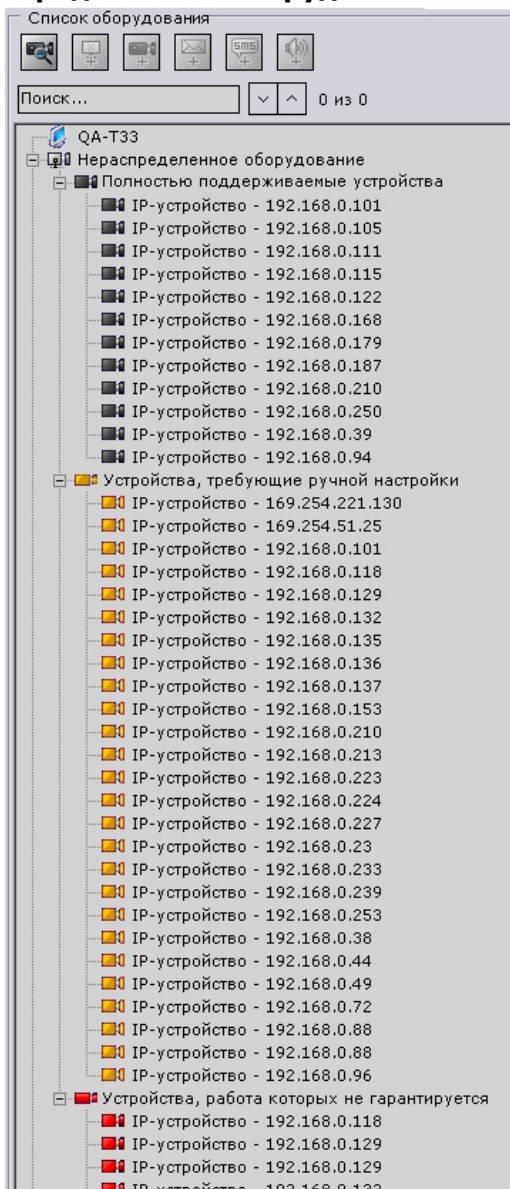 Список оборудования
SMS
Поиск...
0 из 0
QA-T33
Нераспределенное оборудование
Полностью поддерживаемые устройства
IP-устройство - 192.168.0.101
IP-устройство - 192.168.0.105
IP-устройство - 192.168.0.111
IP-устройство - 192.168.0.115
IP-устройство - 192.168.0.122
IP-устройство - 192.168.0.168
IP-устройство - 192.168.0.179
IP-устройство - 192.168.0.187
IP-устройство - 192.168.0.210
IP-устройство - 192.168.0.250
IP-устройство - 192.168.0.39
IP-устройство - 192.168.0.94
Устройства, требующие ручной настройки
IP-устройство - 169.254.221.130
IP-устройство - 169.254.51.25
IP-устройство - 192.168.0.101
IP-устройство - 192.168.0.118
IP-устройство - 192.168.0.129
IP-устройство - 192.168.0.132
IP-устройство - 192.168.0.135
IP-устройство - 192.168.0.136
IP-устройство - 192.168.0.137
IP-устройство - 192.168.0.153
IP-устройство - 192.168.0.210
IP-устройство - 192.168.0.213
IP-устройство - 192.168.0.223
IP-устройство - 192.168.0.224
IP-устройство - 192.168.0.227
IP-устройство - 192.168.0.23
IP-устройство - 192.168.0.233
IP-устройство - 192.168.0.239
IP-устройство - 192.168.0.253
IP-устройство - 192.168.0.38
IP-устройство - 192.168.0.44
IP-устройство - 192.168.0.49
IP-устройство - 192.168.0.72
IP-устройство - 192.168.0.88
IP-устройство - 192.168.0.88
IP-устройство - 192.168.0.96
Устройства, работа которых не гарантируется
IP-устройство - 192.168.0.118
IP-устройство - 192.168.0.129
IP-устройство - 192.168.0.129